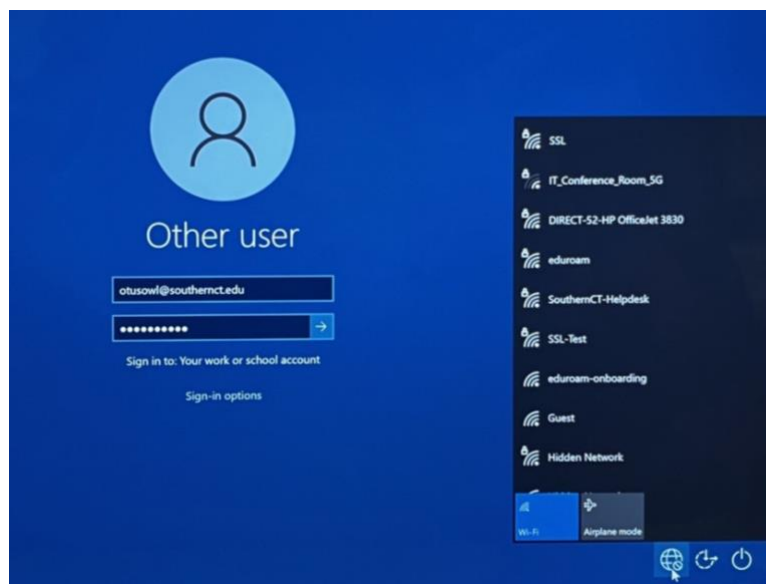 Other user
otusowl@southernct.edu
••••••••••
Sign in to: Your work or school account
Sign-in options
SSL
IT_Conference_Room_5G
DIRECT-52-HP OfficeJet 3830
eduroam
SouthernCT-Helpdesk
SSL-Test
eduroam-onboarding
Guest
Hidden Network
Wi-Fi
Airplane mode